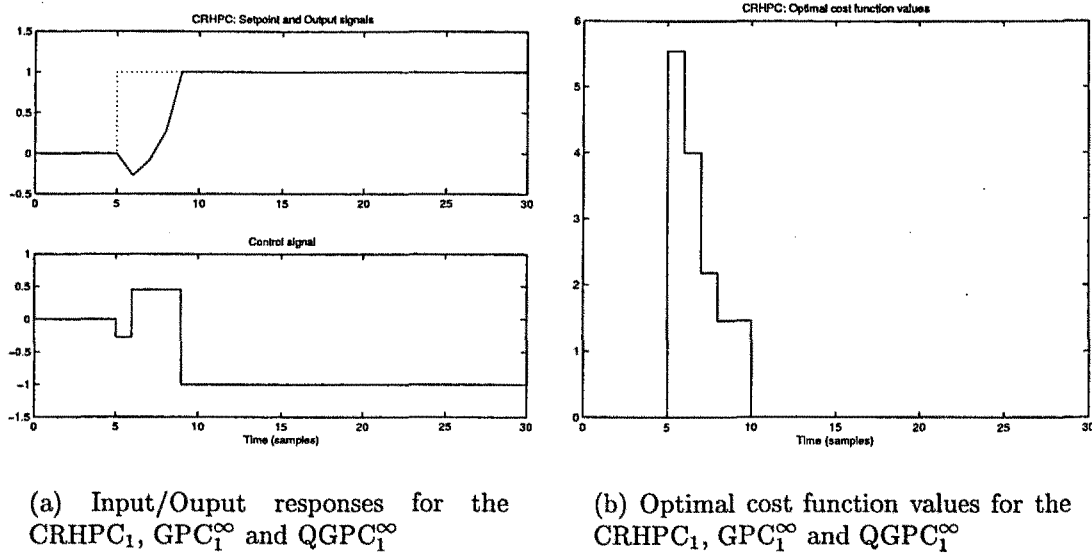 CRHPC: Setpoint and Output signals
1.5
1
0.5
0
-0.5
0 5 10 15 20 25 30
Control signal
1
0.5
0
-0.5
-1
-1.5
0 5 10 15 20 25 30
Time (samples)
(a) Input/Ouput responses for the
CRHPC₁, GPC₁^∞ and QGPC₁^∞
CRHPC: Optimal cost function values
6
5
4
3
2
1
0
0 5 10 15 20 25 30
Time (samples)
(b) Optimal cost function values for the
CRHPC₁, GPC₁^∞ and QGPC₁^∞